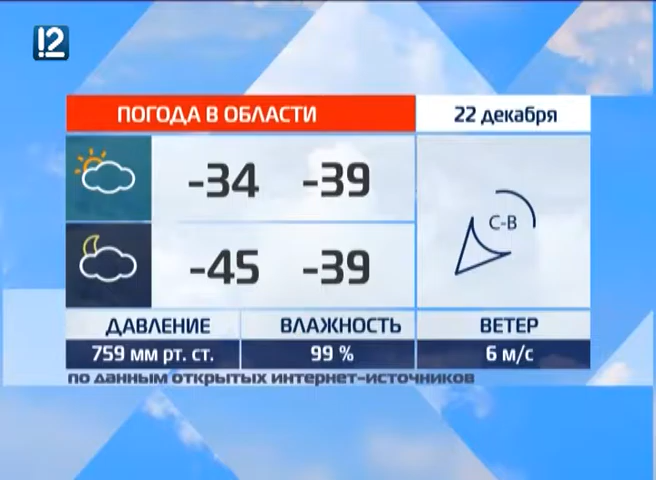 12
ПОГОДА В ОБЛАСТИ
22 декабря
-34 -39
С-В
-45 -39
ДАВЛЕНИЕ ВЛАЖНОСТЬ ВЕТЕР
759 мм рт. ст. 99 % 6 м/с
по данным открытых интернет-источников